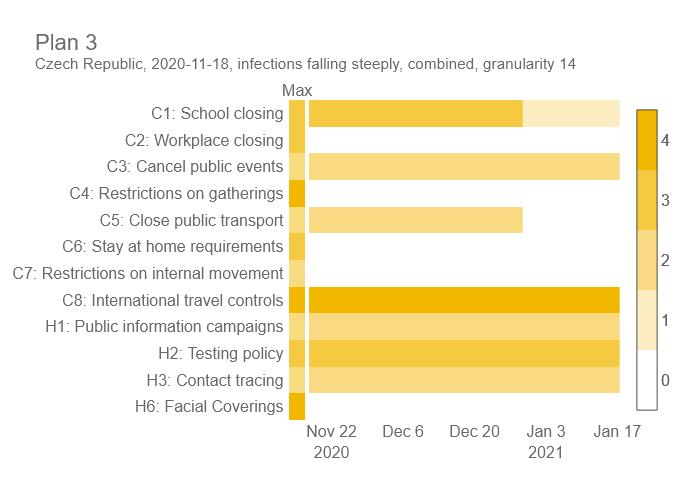 Plan 3
Czech Republic, 2020-11-18, infections falling steeply, combined, granularity 14
Max
C1: School closing
C2: Workplace closing
C3: Cancel public events
C4: Restrictions on gatherings
C5: Close public transport
C6: Stay at home requirements
C7: Restrictions on internal movement
C8: International travel controls
H1: Public information campaigns
H2: Testing policy
H3: Contact tracing
H6: Facial Coverings
4
3
2
1
0
Nov 22 Dec 6 Dec 20 Jan 3 Jan 17
2020 2021